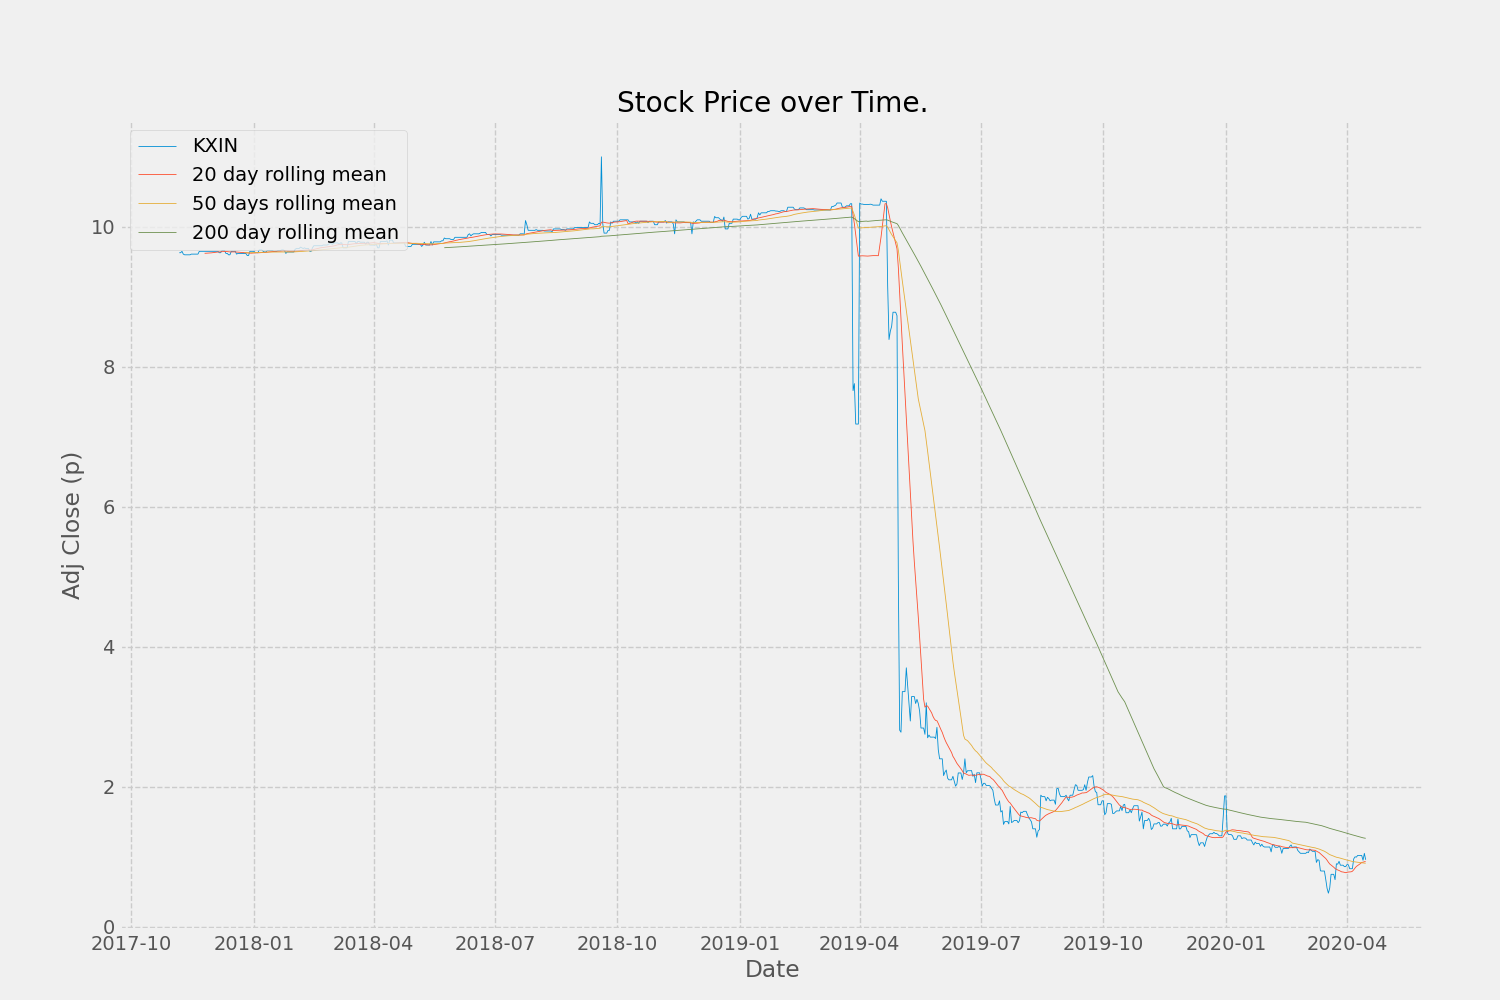 Stock Price over Time.
KXIN
20 day rolling mean
50 days rolling mean
200 day rolling mean
Adj Close (p)
10
8
6
4
2
0
2017-10 2018-01 2018-04 2018-07 2018-10 2019-01 2019-04 2019-07 2019-10 2020-01 2020-04
Date